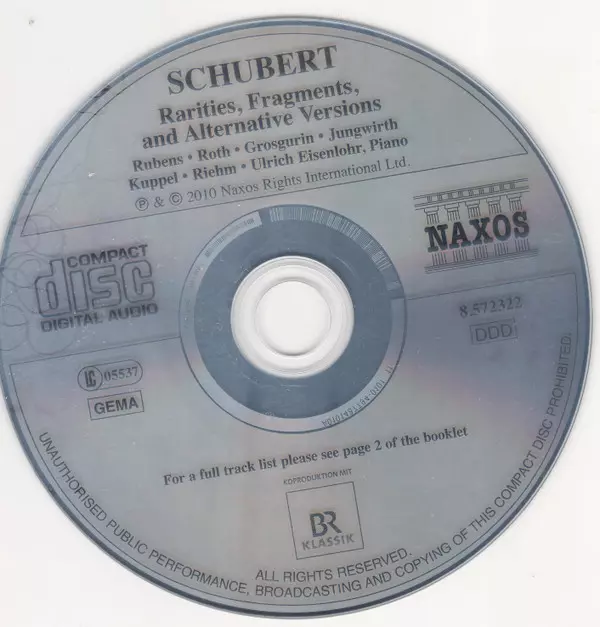 SCHUBERT
Rarities, Fragments,
and Alternative Versions
Rubens • Roth • Grosgurin • Jungwirth
Kuppel • Riehm • Ulrich Eisenlohr, Piano
℗ & © 2010 Naxos Rights International Ltd.
NAXOS
COMPACT
disc
DIGITAL AUDIO
8.572322
DDD
LC 05537
GEMA
For a full track list please see page 2 of the booklet
KOPRODUKTION MIT
BR
KLASSIK
ALL RIGHTS RESERVED.
UNAUTHORISED PUBLIC PERFORMANCE, BROADCASTING AND COPYING OF THIS COMPACT DISC PROHIBITED.